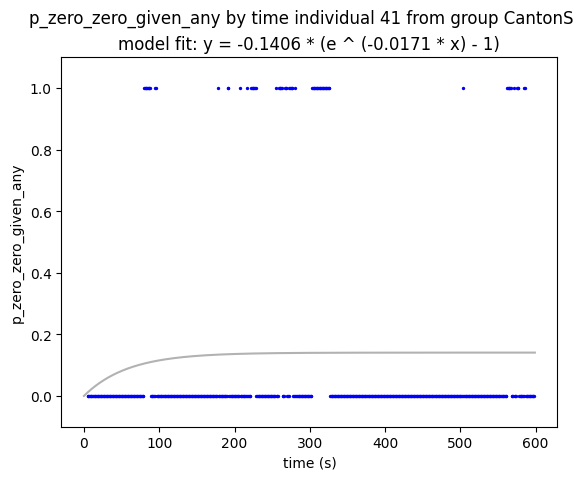 p_zero_zero_given_any by time individual 41 from group CantonS
model fit: y = -0.1406 * (e ^ (-0.0171 * x) - 1)
1.0
0.8
0.6
0.4
0.2
0.0
p_zero_zero_given_any
0 100 200 300 400 500 600
time (s)